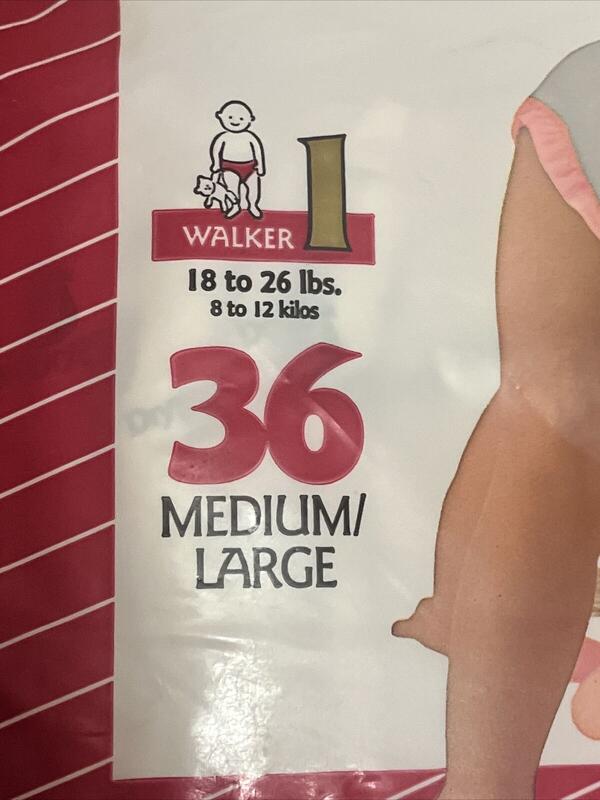 WALKER 1
18 to 26 lbs.
8 to 12 kilos
36
MEDIUM/
LARGE